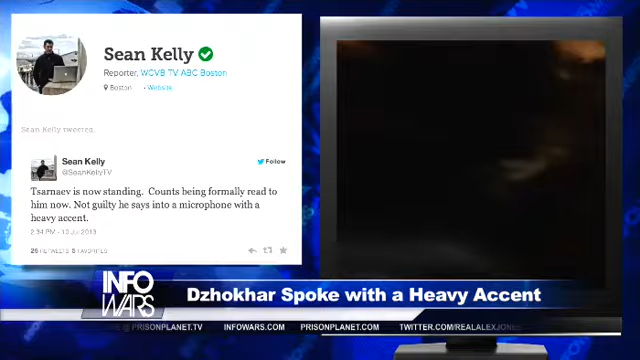 Sean Kelly
Reporter, WCVB TV ABC Boston
Boston · Website
Sean Kelly tweeted,
Sean Kelly
@SeanKellyTV
Follow
Tsarnaev is now standing. Counts being formally read to
him now. Not guilty he says into a microphone with a
heavy accent.
2:34 PM - 10 Jul 2013
26 RETWEETS 6 FAVORITES
INFO
WARS
Dzhokhar Spoke with a Heavy Accent
@ PRISONPLANET.TV INFOWARS.COM PRISONPLANET.COM TWITTER.COM/REALALEXJONES